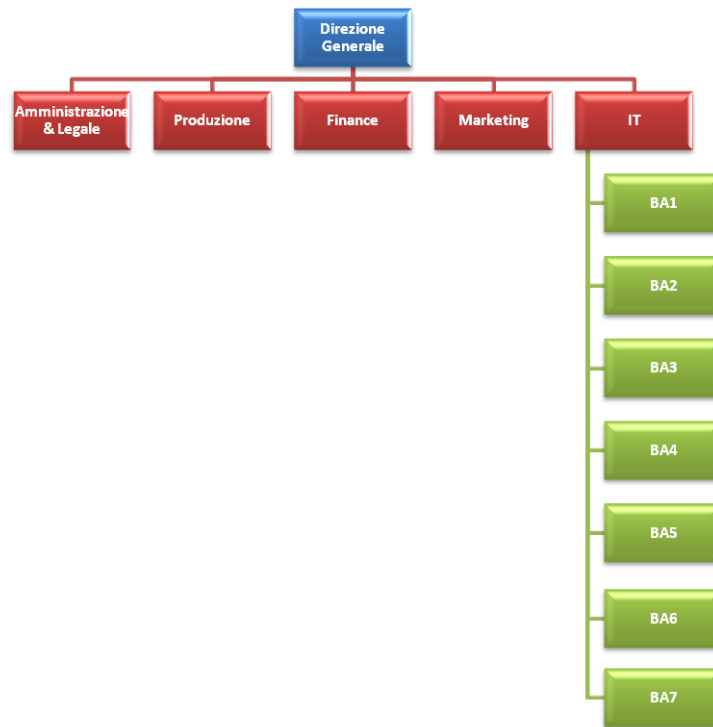 Direzione
Generale
Amministrazione
& Legale
Produzione
Finance
Marketing
IT
BA1
BA2
BA3
BA4
BA5
BA6
BA7